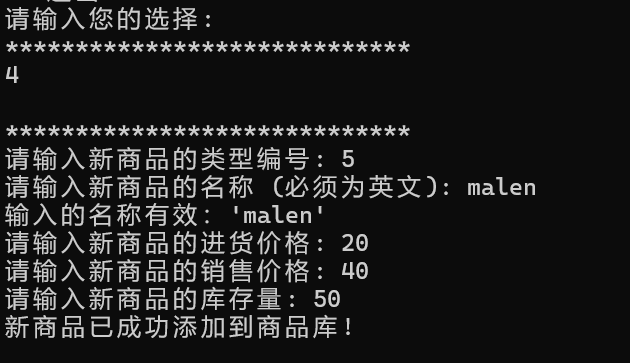 请输入您的选择:
*****************************
4
*****************************
请输入新商品的类型编号: 5
请输入新商品的名称 (必须为英文): malen
输入的名称有效: 'malen'
请输入新商品的进货价格: 20
请输入新商品的销售价格: 40
请输入新商品的库存量: 50
新商品已成功添加到商品库!